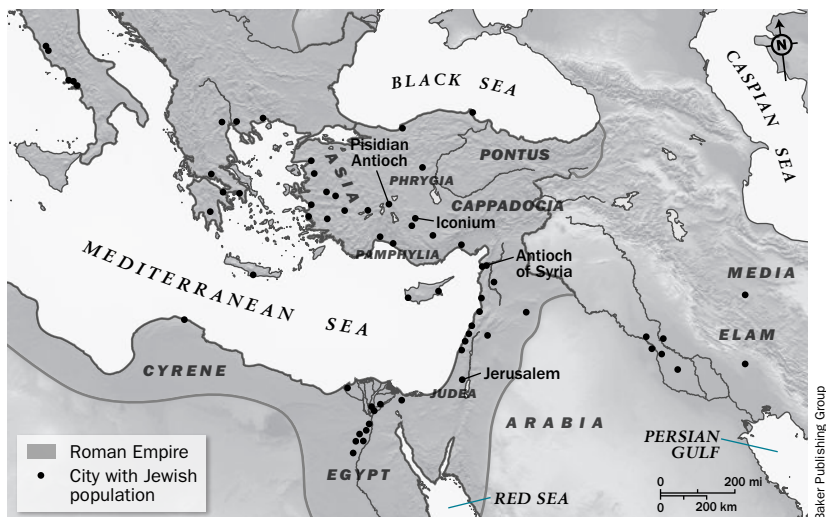 BLACK SEA
CASPIAN SEA
N
Pisidian
Antioch
ASIA
PHRYGIA
PONTUS
CAPPADOCIA
Iconium
PAMPHYLIA
Antioch
of Syria
MEDITERRANEAN SEA
MEDIA
ELAM
CYRENE
Jerusalem
JUDEA
ARABIA
EGYPT
PERSIAN
GULF
RED SEA
0 200 mi
0 200 km
Roman Empire
City with Jewish
population
Baker Publishing Group